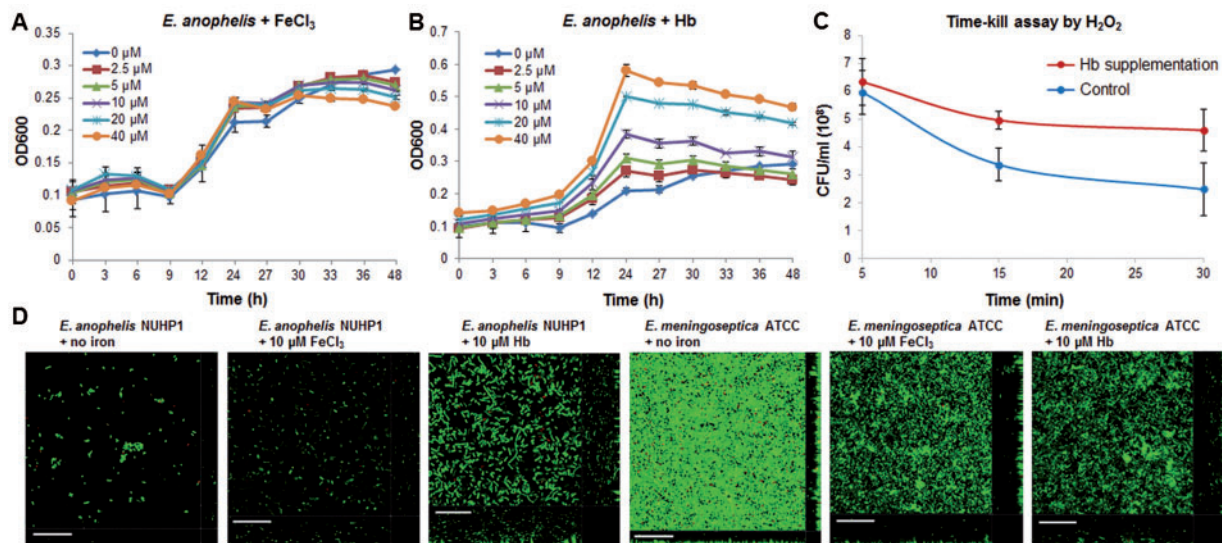 A
E. anophelis + FeCl₃
0 µM
2.5 µM
5 µM
10 µM
20 µM
40 µM
OD600
0.35
0.3
0.25
0.2
0.15
0.1
0.05
0
0 3 6 9 12 24 27 30 33 36 48
Time (h)
B
E. anophelis + Hb
0 µM
2.5 µM
5 µM
10 µM
20 µM
40 µM
OD600
0.7
0.6
0.5
0.4
0.3
0.2
0.1
0
0 3 6 9 12 24 27 30 33 36 48
Time (h)
C
Time-kill assay by H₂O₂
Hb supplementation
Control
CFU/ml (10⁸)
8
7
6
5
4
3
2
1
0
5 10 15 20 25 30
Time (min)
D
E. anophelis NUHP1
+ no iron
E. anophelis NUHP1
+ 10 µM FeCl₃
E. anophelis NUHP1
+ 10 µM Hb
E. meningoseptica ATCC
+ no iron
E. meningoseptica ATCC
+ 10 µM FeCl₃
E. meningoseptica ATCC
+ 10 µM Hb